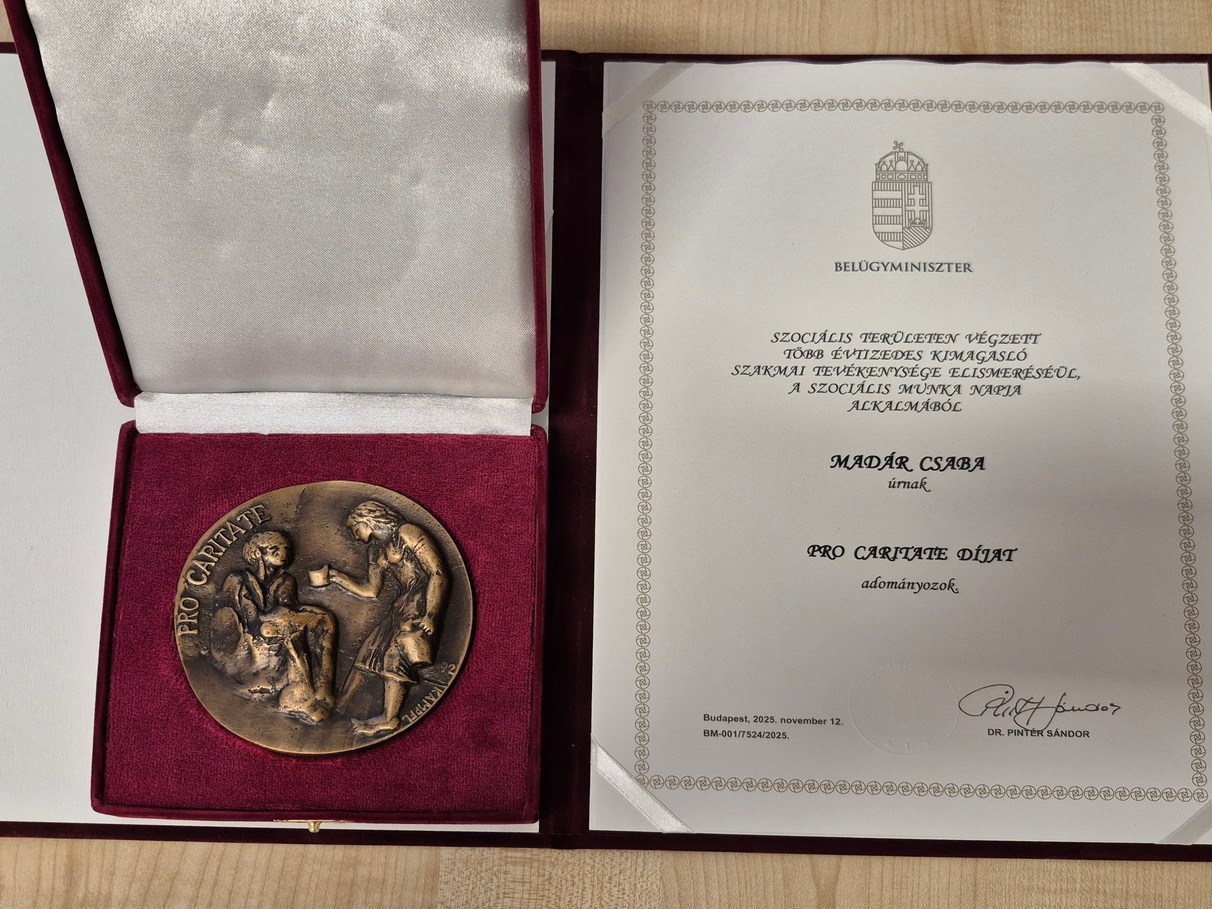 PRO CARITATE
KAMPFL
BELÜGYMINISZTER
SZOCIÁLIS TERÜLETEN VÉGZETT
TÖBB ÉVTIZEDES KIMAGASLÓ
SZAKMAI TEVÉKENYSÉGE ELISMERÉSÉÜL,
A SZOCIÁLIS MUNKA NAPJA
ALKALMÁBÓL
MADÁR CSABA
úrnak
PRO CARITATE DÍJAT
adományozok.
Budapest, 2025. november 12.
BM-001/7524/2025.
DR. PINTÉR SÁNDOR